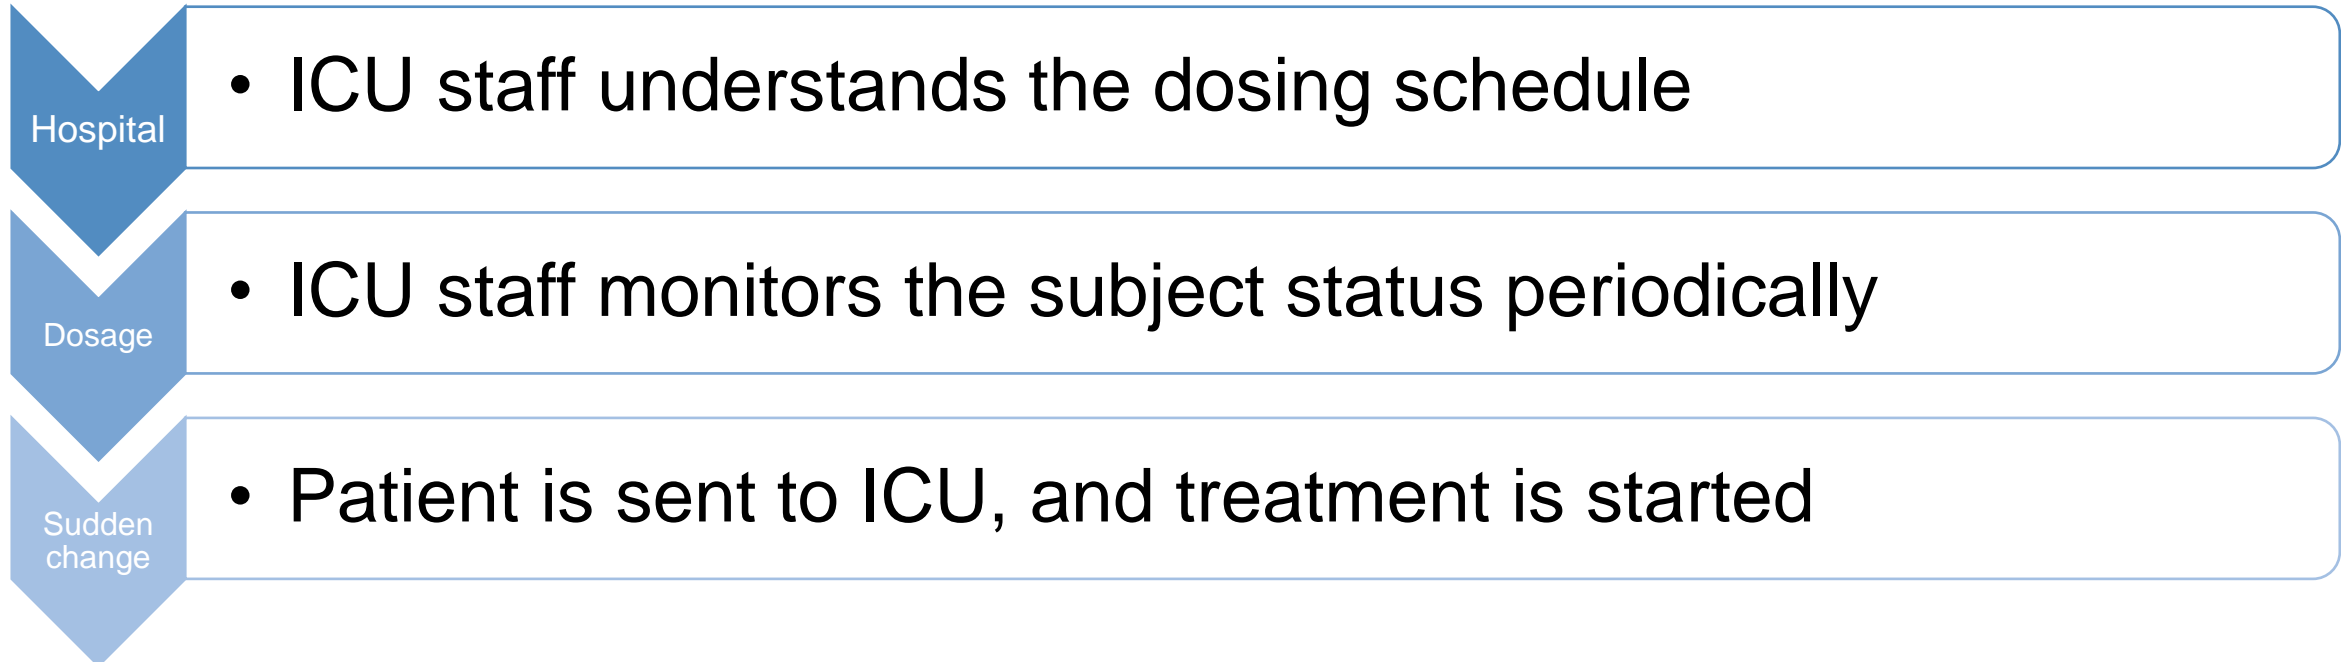 Hospital
• ICU staff understands the dosing schedule
Dosage
• ICU staff monitors the subject status periodically
Sudden
change
• Patient is sent to ICU, and treatment is started